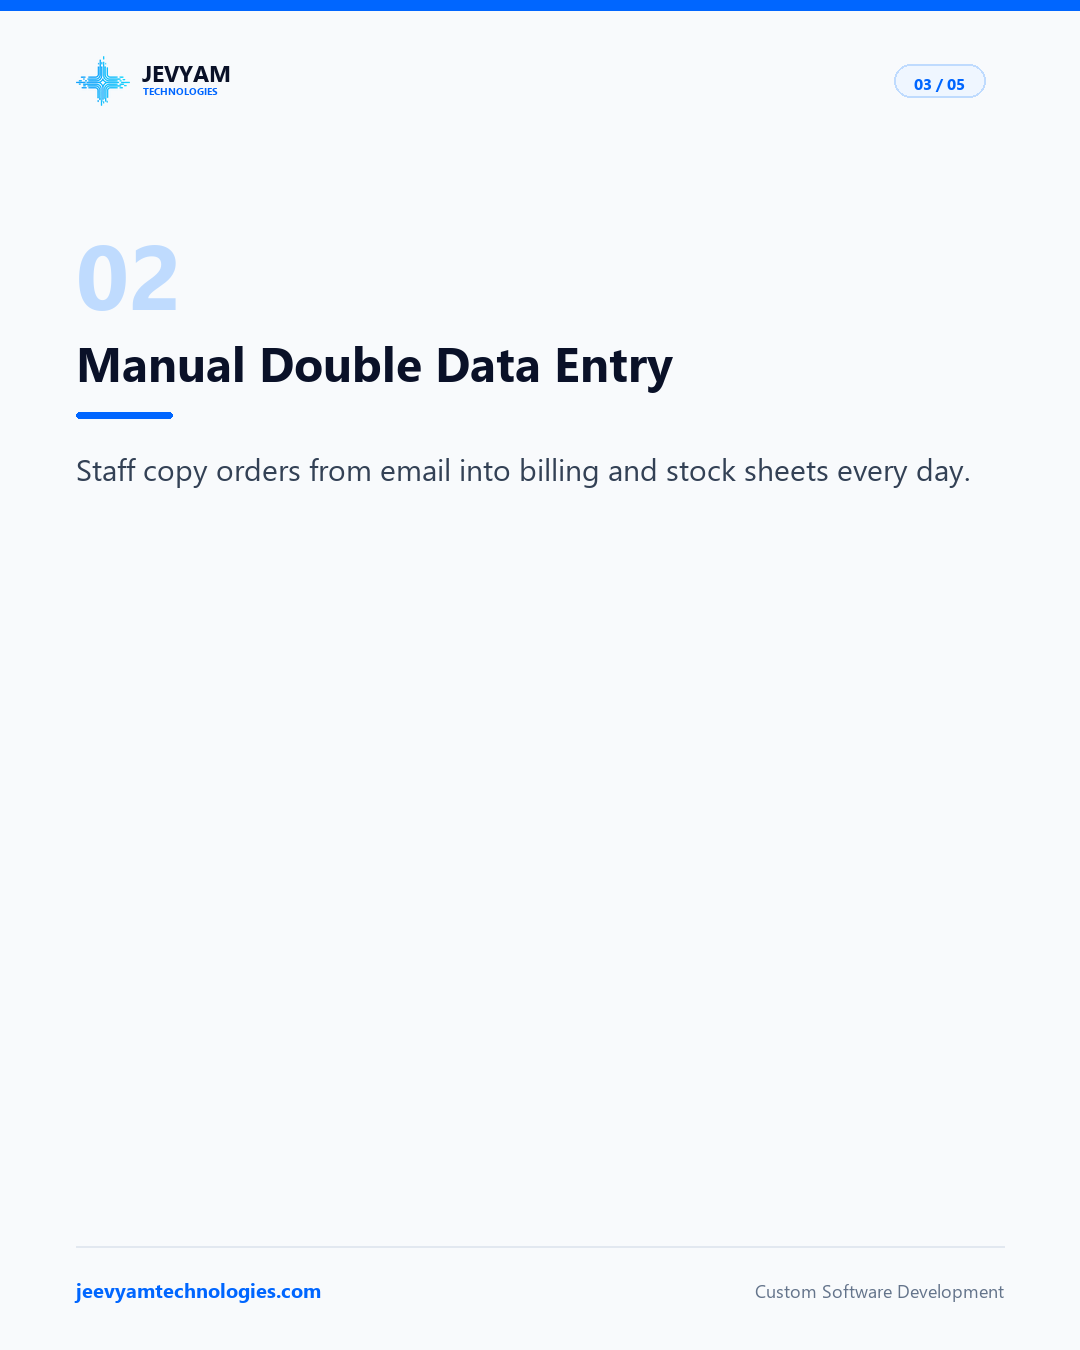 JEVYAM
TECHNOLOGIES
03 / 05
02
Manual Double Data Entry
Staff copy orders from email into billing and stock sheets every day.
jeevyamtechnologies.com
Custom Software Development